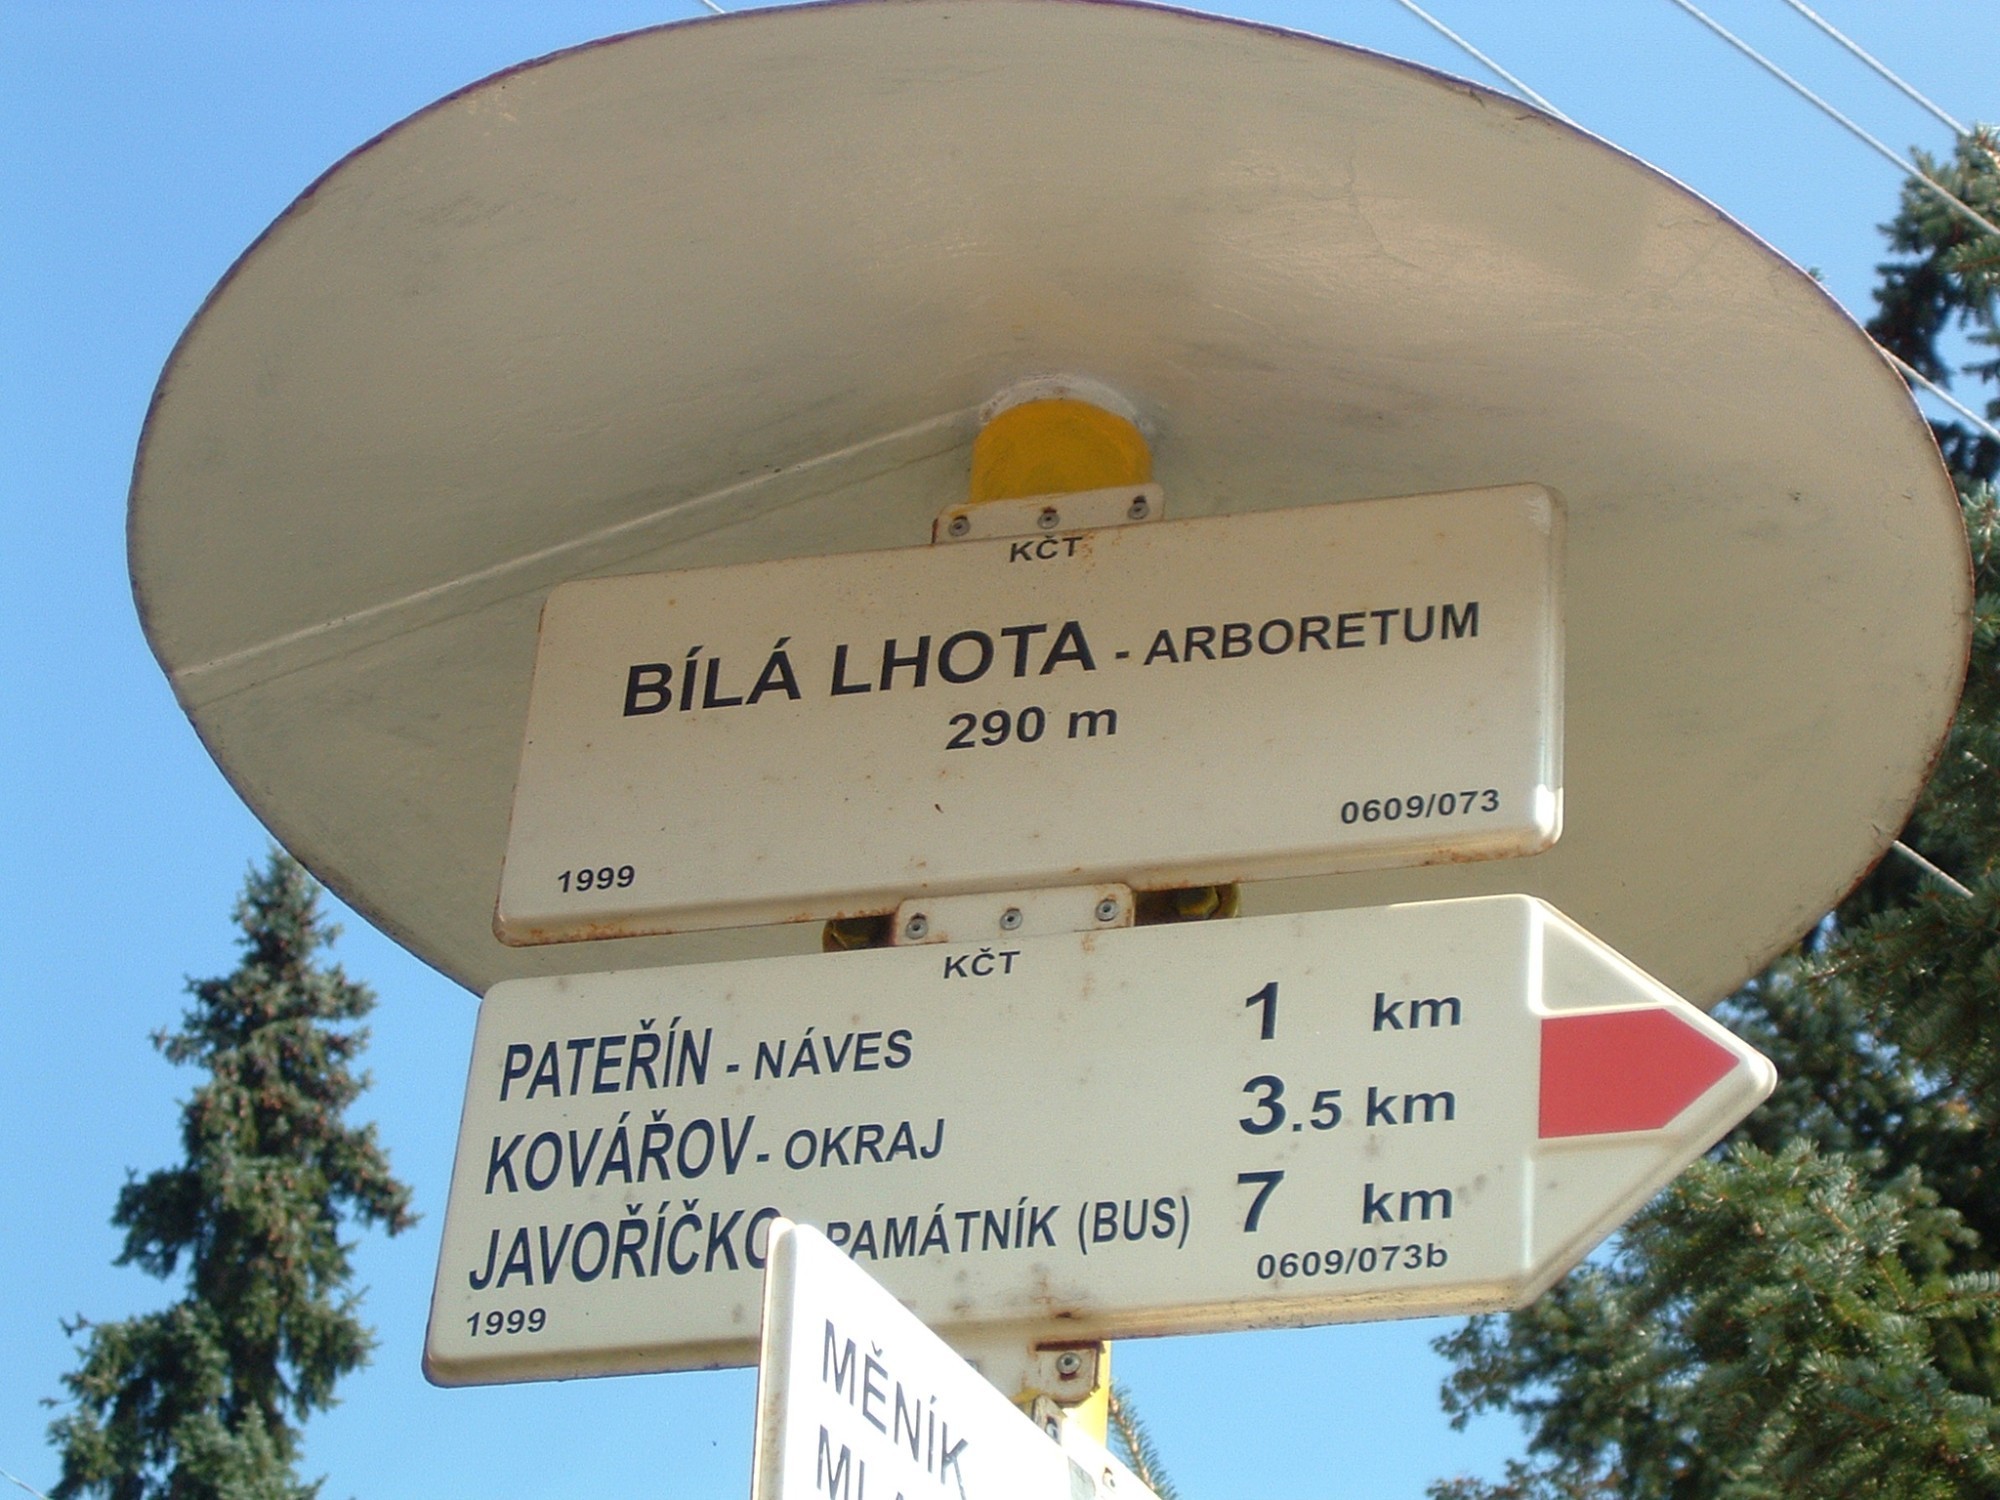 KČT
BÍLÁ LHOTA - ARBORETUM
290 m
0609/073
1999
KČT
PATEŘÍN - NÁVES 1 km
KOVÁŘOV - OKRAJ 3.5 km
JAVOŘÍČKO PAMÁTNÍK (BUS) 7 km
0609/073b
1999
MĚNÍK